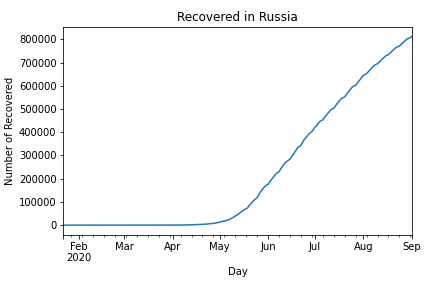 Recovered in Russia
Number of Recovered
800000
700000
600000
500000
400000
300000
200000
100000
0
Feb Mar Apr May Jun Jul Aug Sep
2020
Day